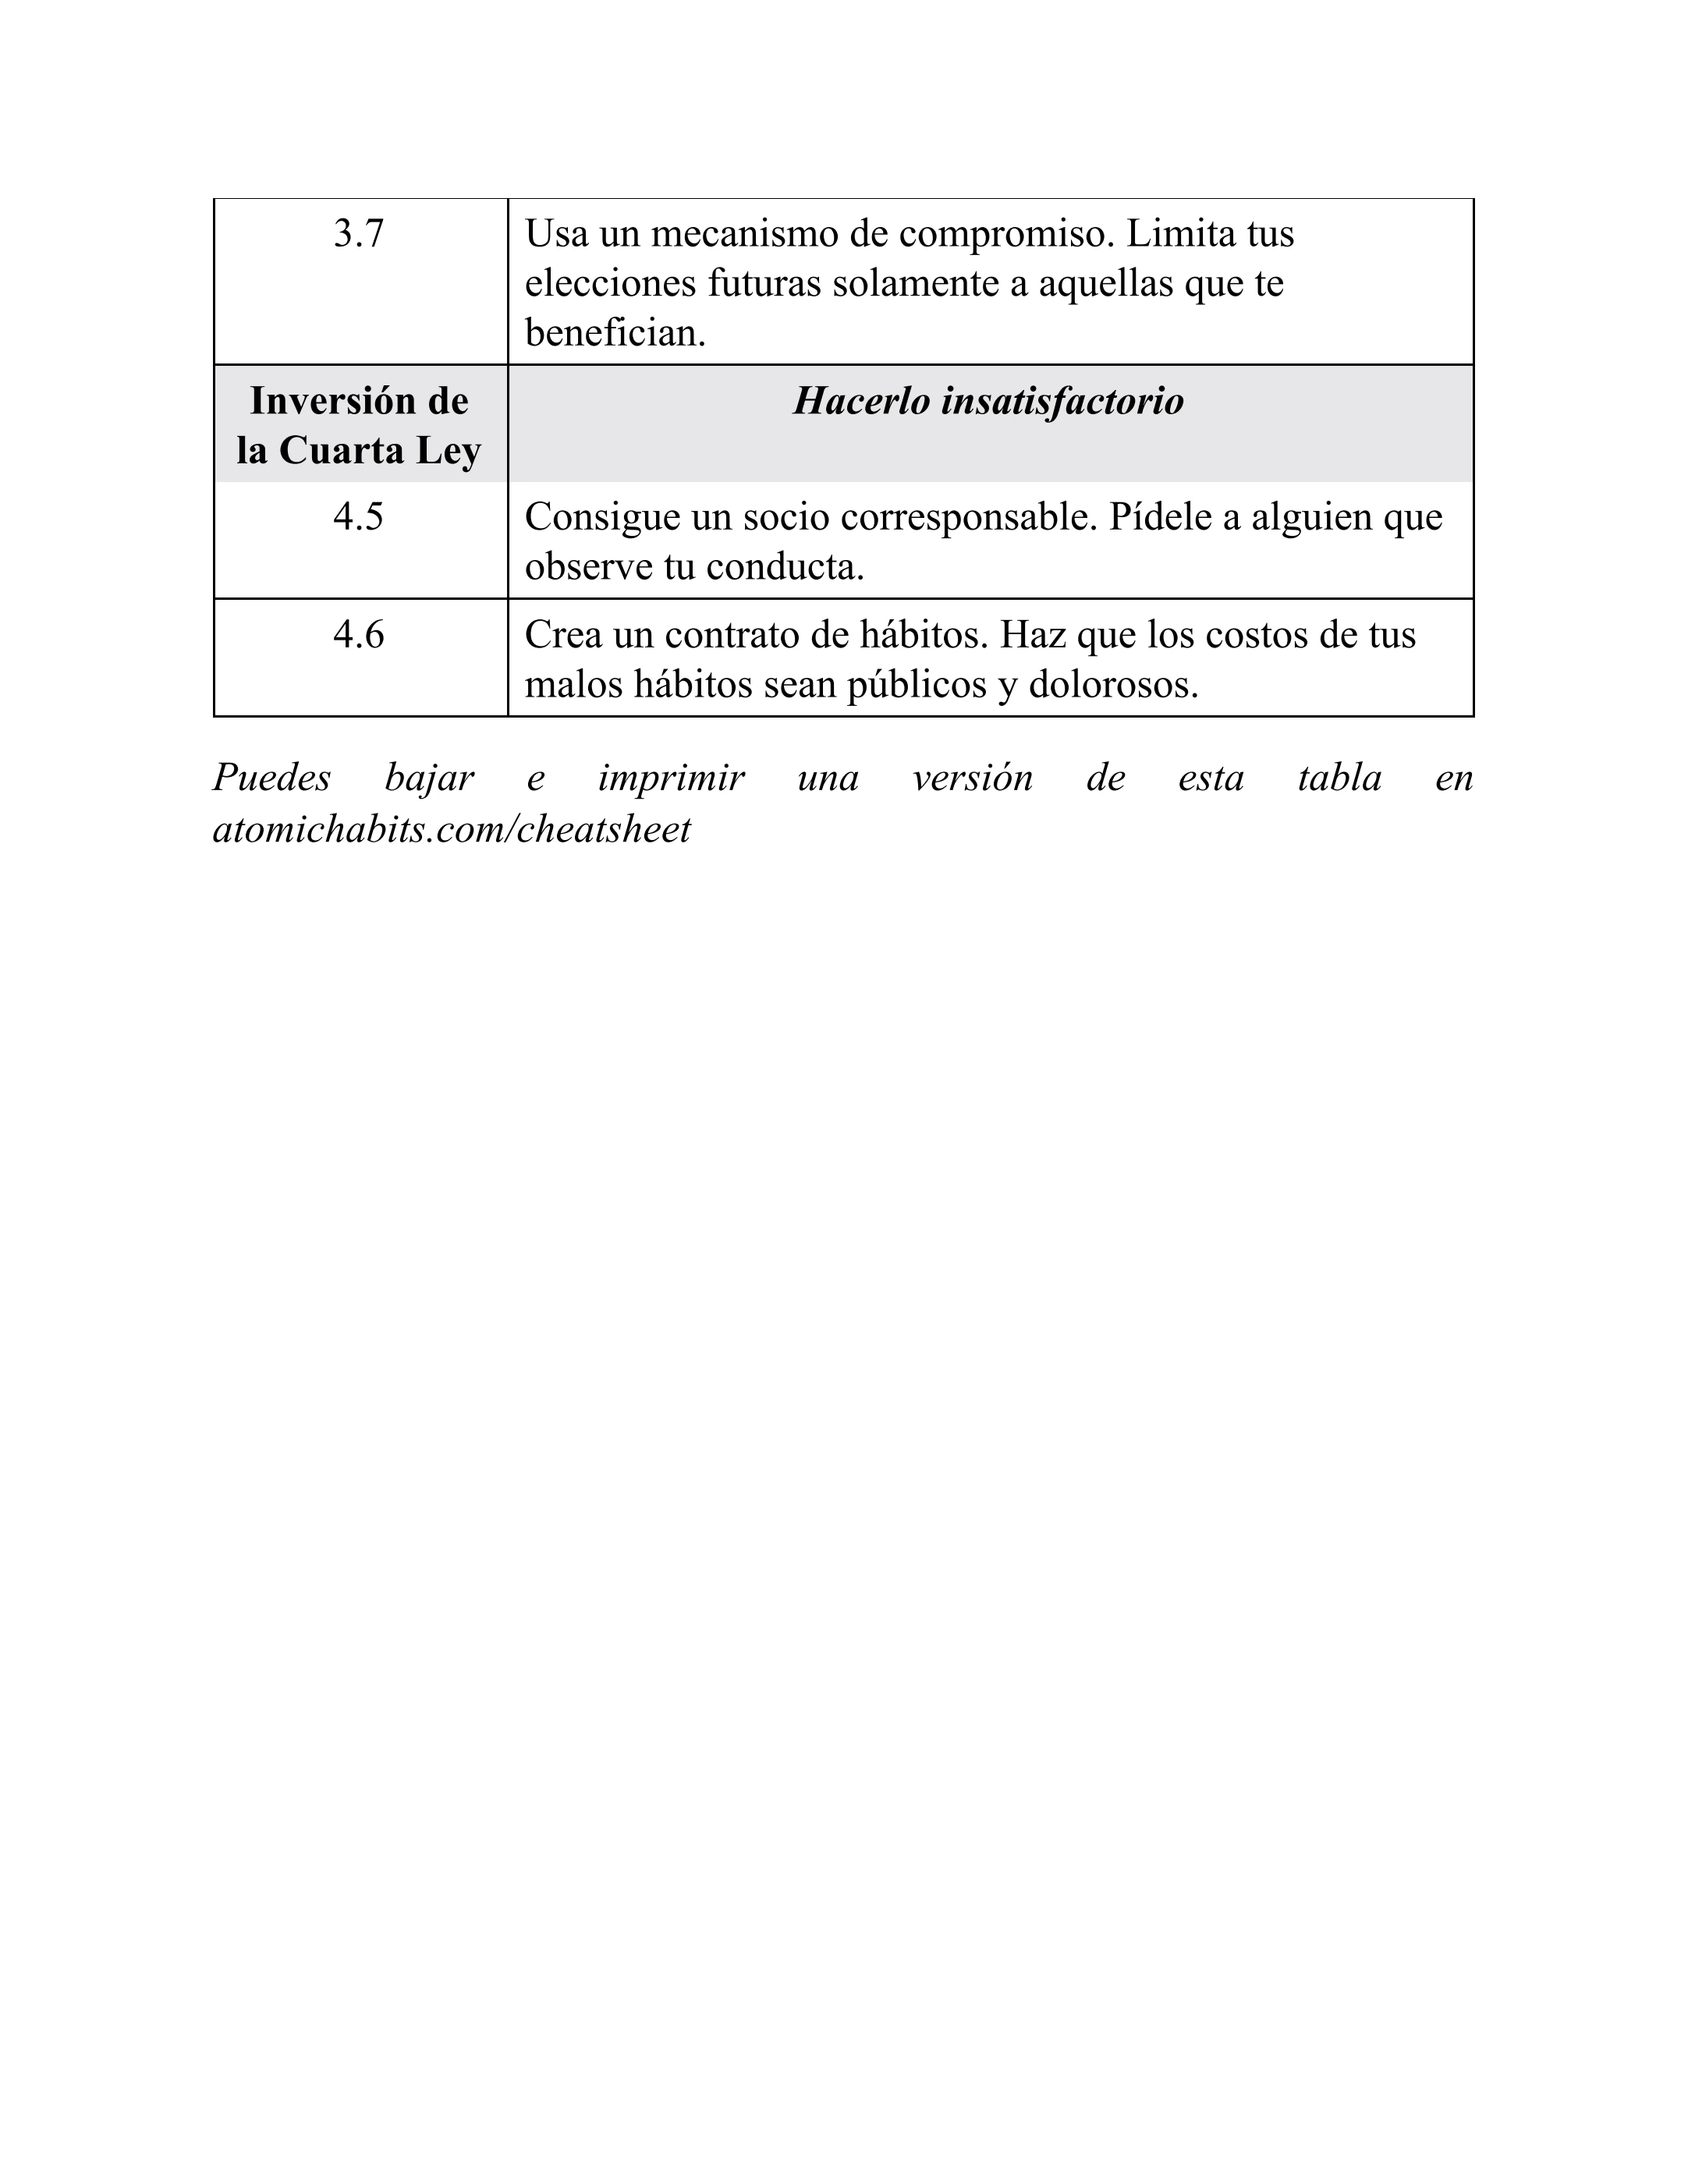 3.7
Usa un mecanismo de compromiso. Limita tus
elecciones futuras solamente a aquellas que te
benefician.
Inversión de
la Cuarta Ley
Hacerlo insatisfactorio
4.5
Consigue un socio corresponsable. Pídele a alguien que
observe tu conducta.
4.6
Crea un contrato de hábitos. Haz que los costos de tus
malos hábitos sean públicos y dolorosos.
Puedes bajar e imprimir una versión de esta tabla en
atomichabits.com/cheatsheet